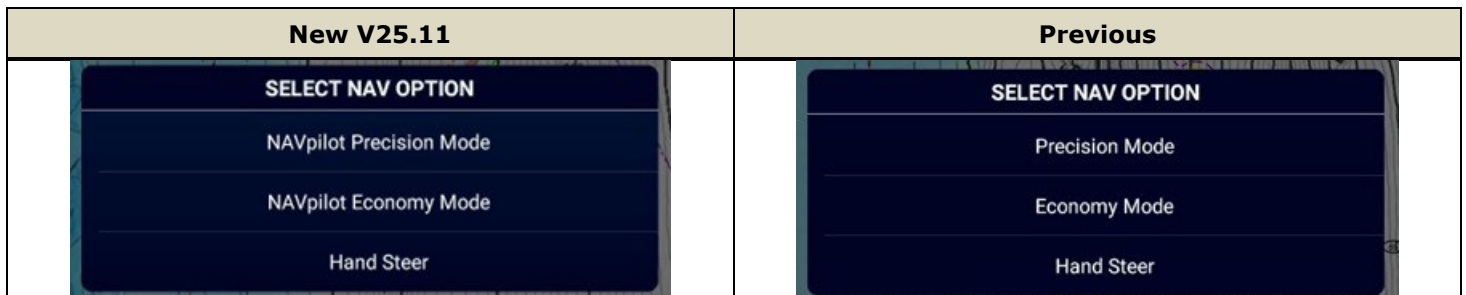 New V25.11
Previous
SELECT NAV OPTION
NAVpilot Precision Mode
NAVpilot Economy Mode
Hand Steer
SELECT NAV OPTION
Precision Mode
Economy Mode
Hand Steer